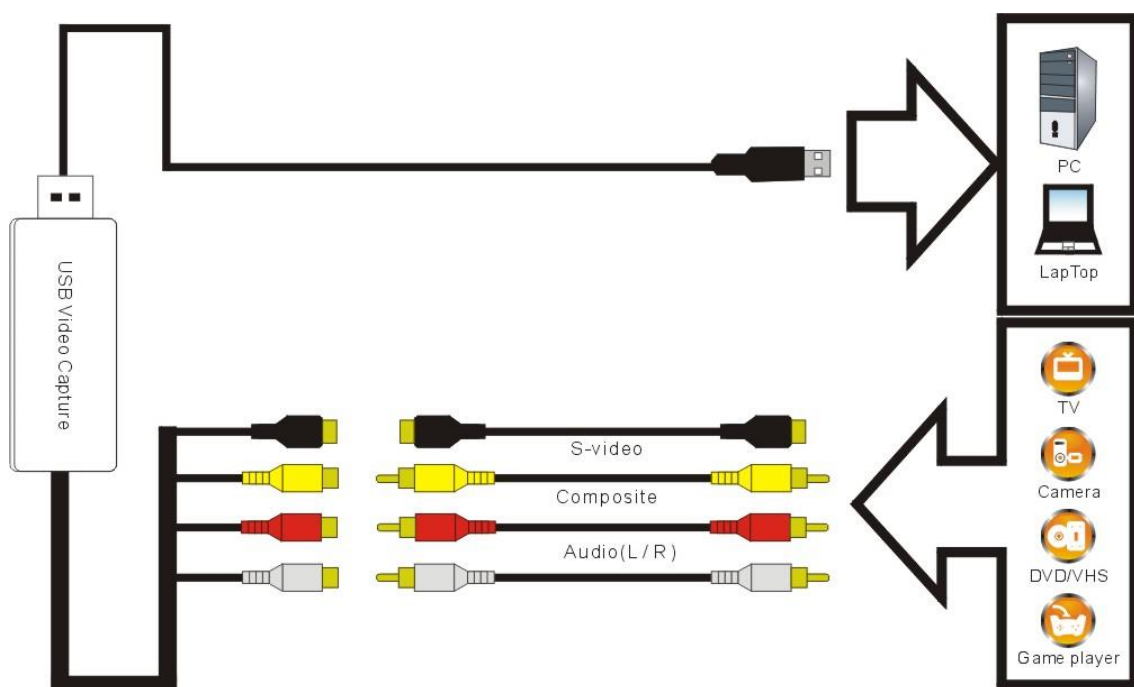 PC
LapTop
USB Video Capture
S-video
Composite
Audio(L / R)
TV
Camera
DVD/VHS
Game player